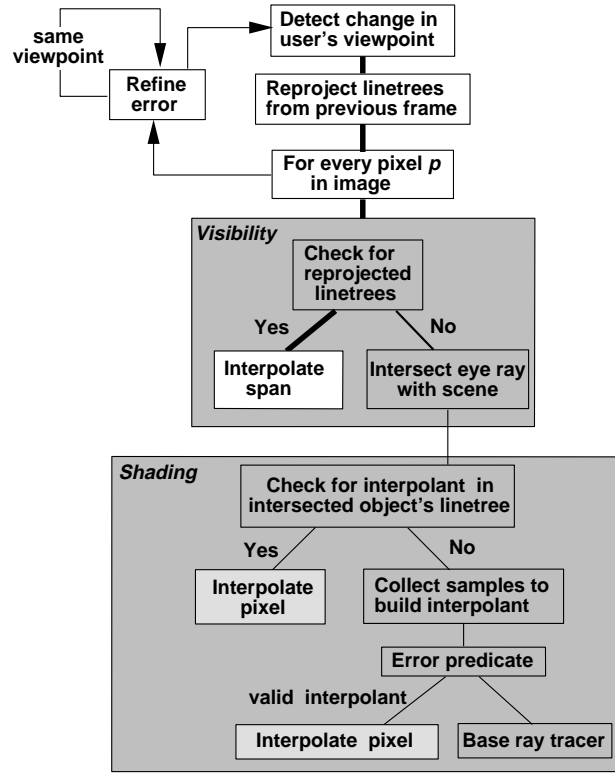 same
viewpoint
Detect change in
user's viewpoint
Refine
error
Reproject linetrees
from previous frame
For every pixel p
in image
Visibility
Check for
reprojected
linetrees
Yes
No
Interpolate
span
Intersect eye ray
with scene
Shading
Check for interpolant in
intersected object's linetree
Yes
No
Interpolate
pixel
Collect samples to
build interpolant
Error predicate
valid interpolant
Interpolate pixel
Base ray tracer